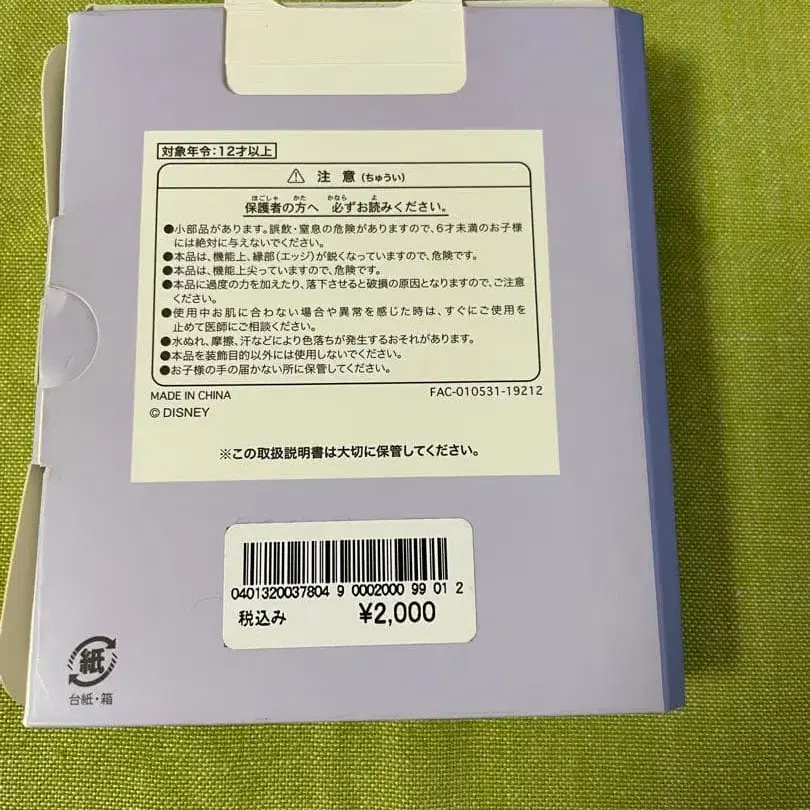 対象年令:12才以上
⚠ 注意(ちゅうい)
保護者の方へ 必ずお読みください。
ほごしゃ かた かなら よ
●小部品があります。誤飲・窒息の危険がありますので、6才未満のお子様
には絶対に与えないでください。
●本品は、機能上、縁部(エッジ)が鋭くなっていますので、危険です。
●本品は、機能上尖っていますので、危険です。
●本品に過度の力を加えたり、落下させると破損の原因となりますので、ご注意
ください。
●使用中お肌に合わない場合や異常を感じた時は、すぐにご使用を
止めて医師にご相談ください。
●水ぬれ、摩擦、汗などにより色落ちが発生するおそれがあります。
●本品を装飾目的以外には使用しないでください。
●お子様の手の届かない所に保管してください。
MADE IN CHINA
FAC-010531-19212
© DISNEY
※この取扱説明書は大切に保管してください。
0401320037804 9 0002000 99 01 2
税込み ¥2,000
紙
台紙・箱